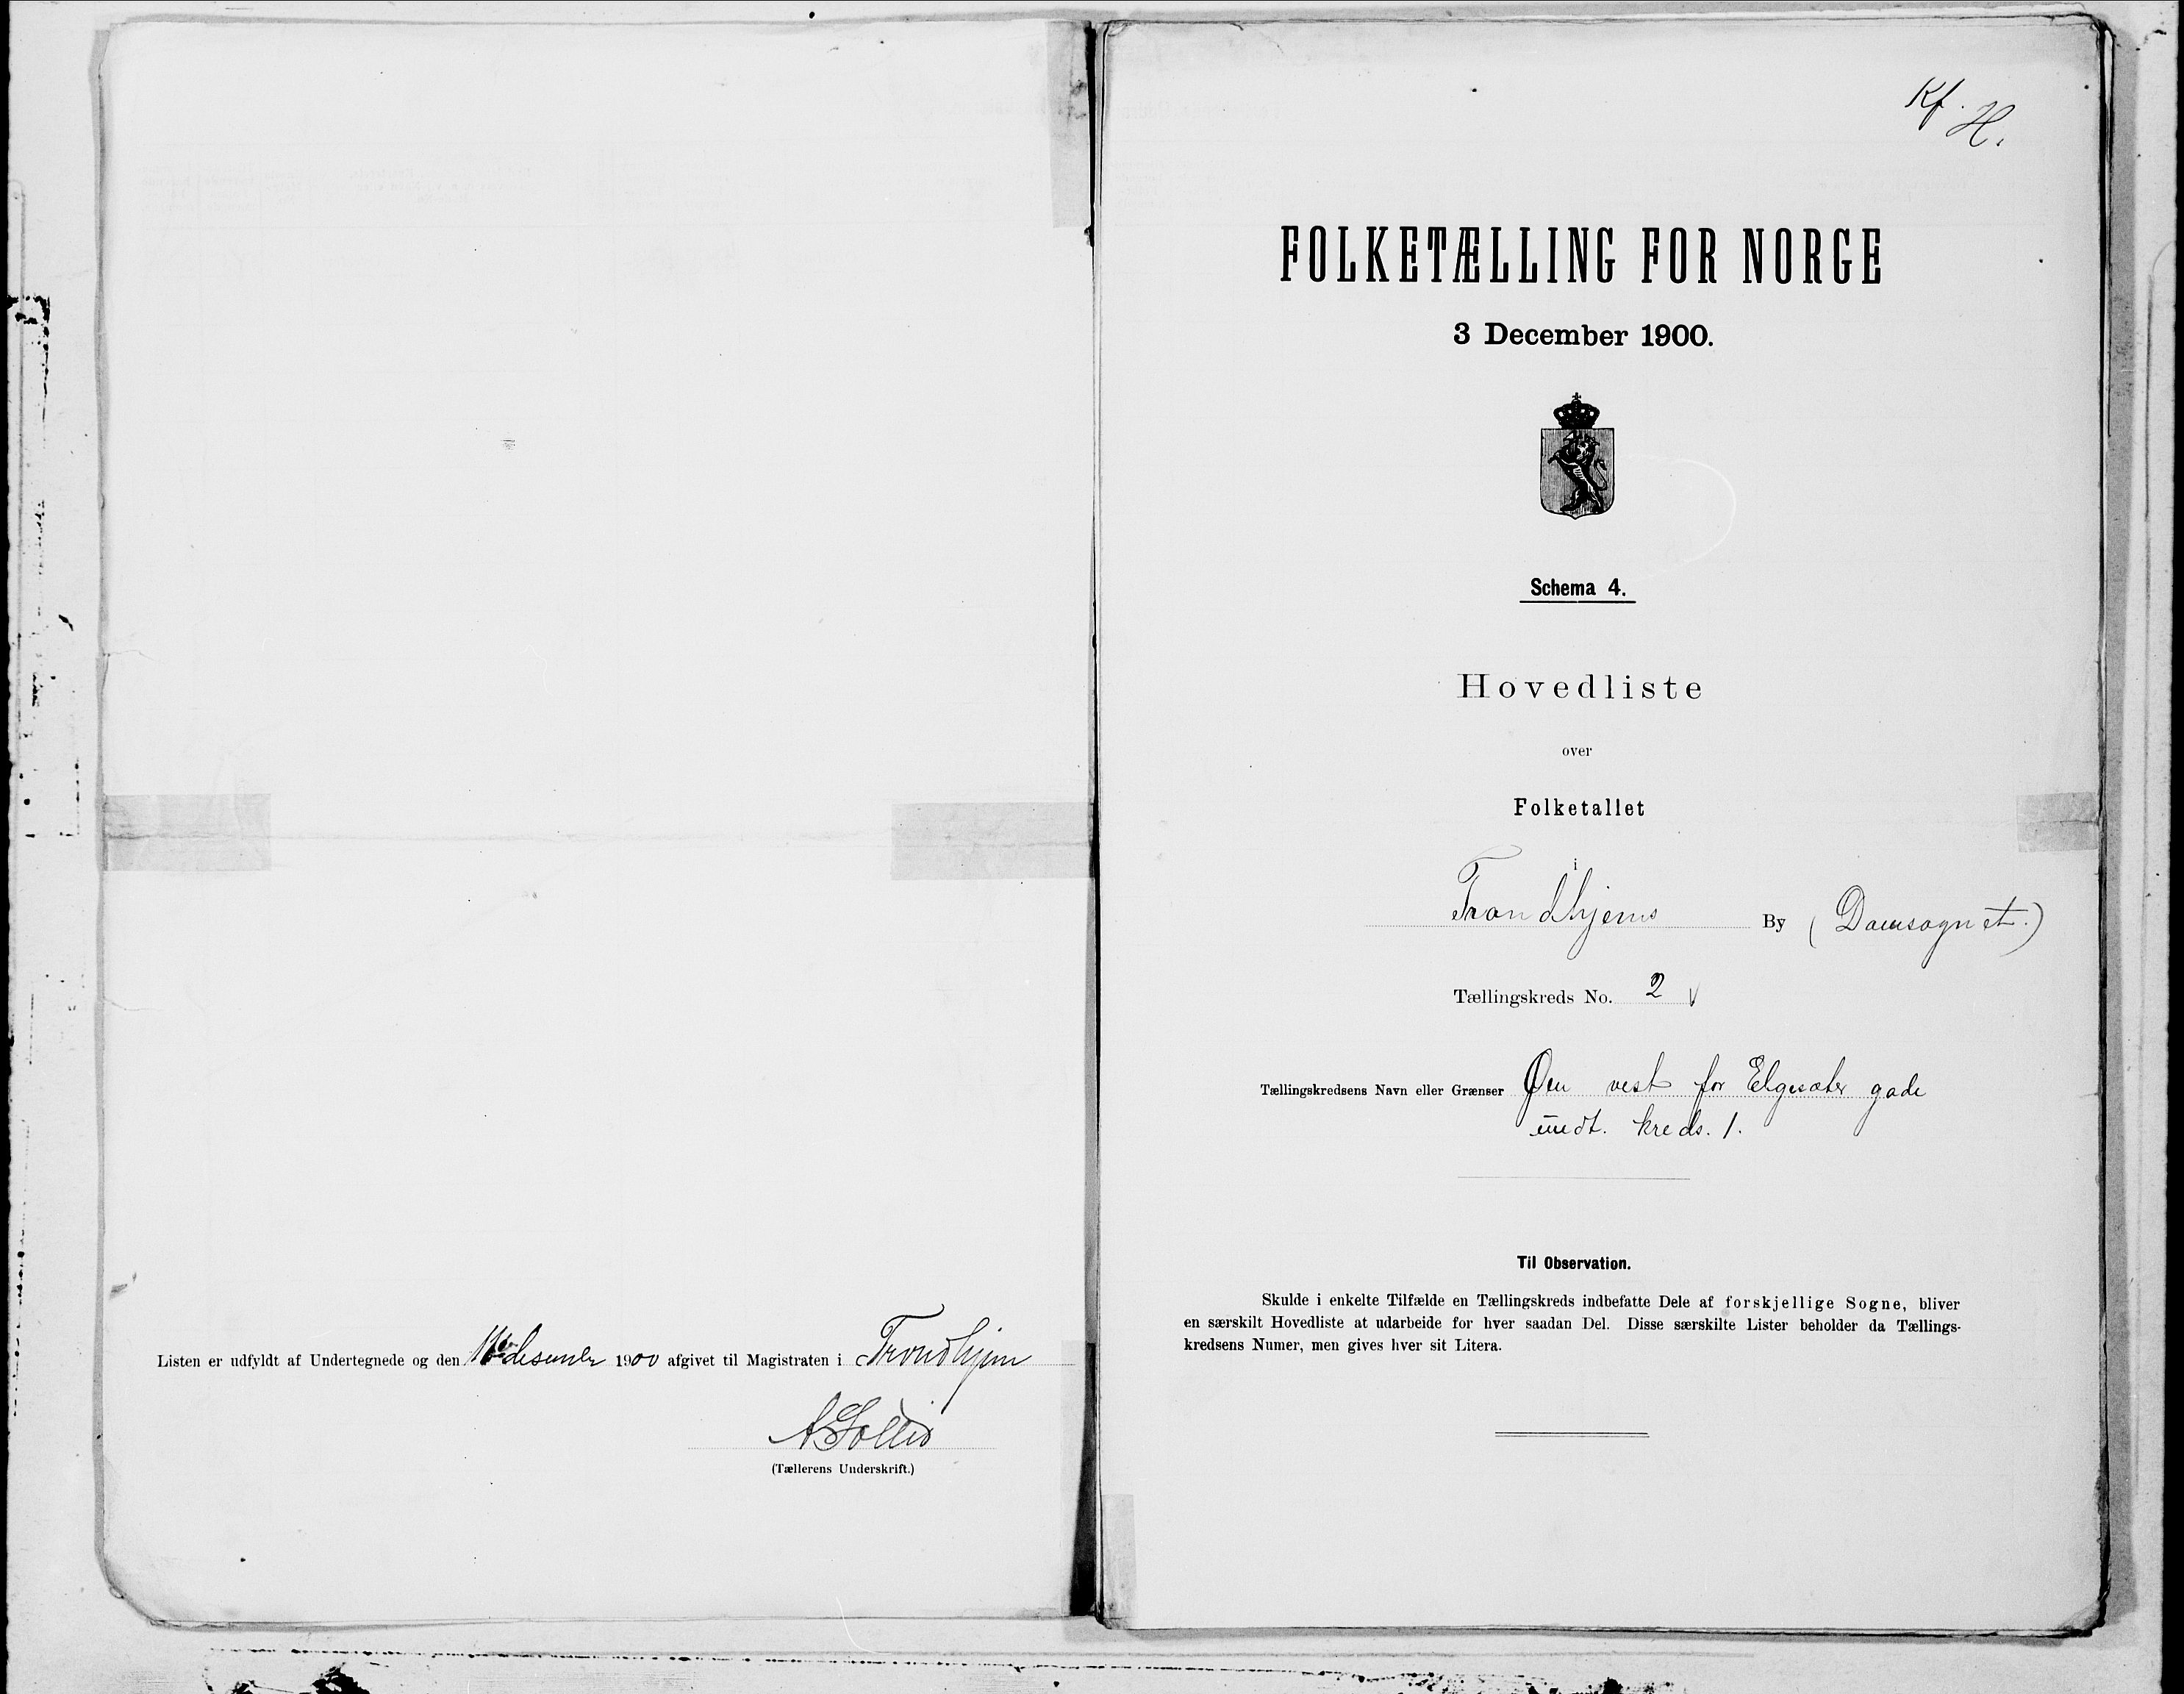 Listen er udfyldt af Undertegnede og den desember 1900 afgivet til Magistraten i Trondhjem
A Sollie
(Tællerens Underskrift.)
Kf. H.
FOLKETÆLLING FOR NORGE
3 December 1900.
Schema 4.
Hovedliste
over
Folketallet
i
Trondhjems By (Domsognet.)
Tællingskreds No. 2
Tællingskredsens Navn eller Grænser Øen vest for Elgesæter gade
undt. kreds. 1.
Til Observation.
Skulde i enkelte Tilfælde en Tællingskreds indbefatte Dele af forskjellige Sogne, bliver
en særskilt Hovedliste at udarbeide for hver saadan Del. Disse særskilte Lister beholder da Tællings-
kredsens Numer, men gives hver sit Litera.